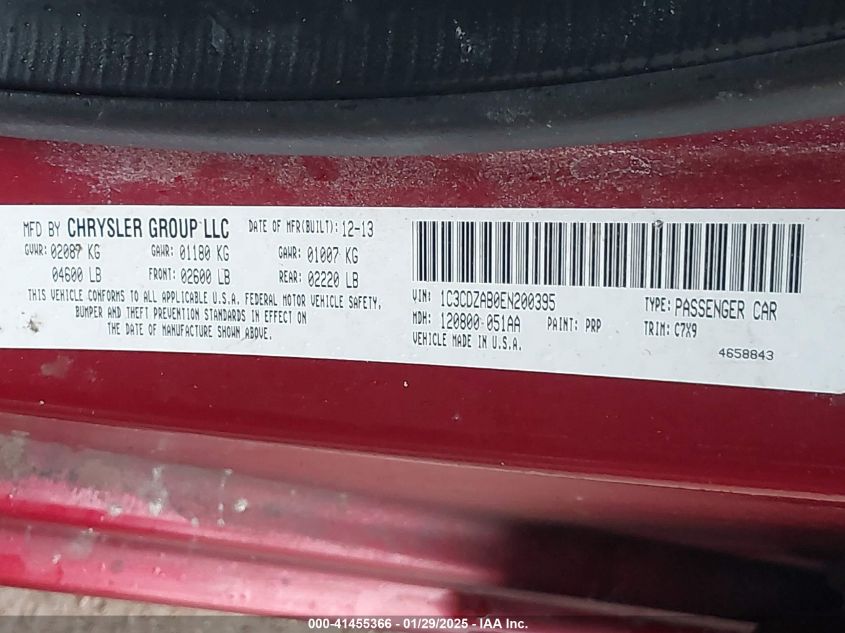 MFD BY CHRYSLER GROUP LLC DATE OF MFR(BUILT): 12-13
GVWR: 02087 KG GAWR: 01180 KG GAWR: 01007 KG
04600 LB FRONT: 02600 LB REAR: 02220 LB
THIS VEHICLE CONFORMS TO ALL APPLICABLE U.S.A. FEDERAL MOTOR VEHICLE SAFETY,
BUMPER AND THEFT PREVENTION STANDARDS IN EFFECT ON
THE DATE OF MANUFACTURE SHOWN ABOVE.
VIN: 1C3CDZAB0EN200395 TYPE: PASSENGER CAR
MDH: 120800 051AA PAINT: PRP TRIM: C7X9
VEHICLE MADE IN U.S.A.
4658843
000-41455366 - 01/29/2025 - IAA Inc.